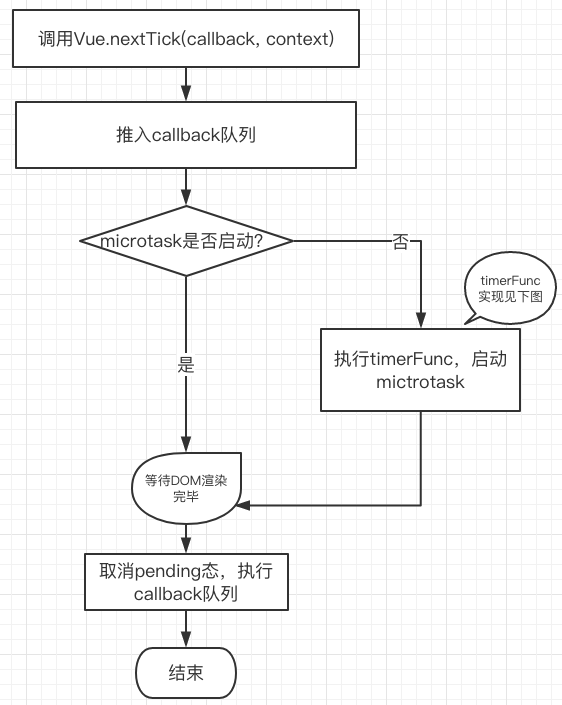 调用Vue.nextTick(callback, context)
推入callback队列
microtask是否启动?
否
timerFunc
实现见下图
执行timerFunc，启动
mictrotask
是
等待DOM渲染
完毕
取消pending态，执行
callback队列
结束